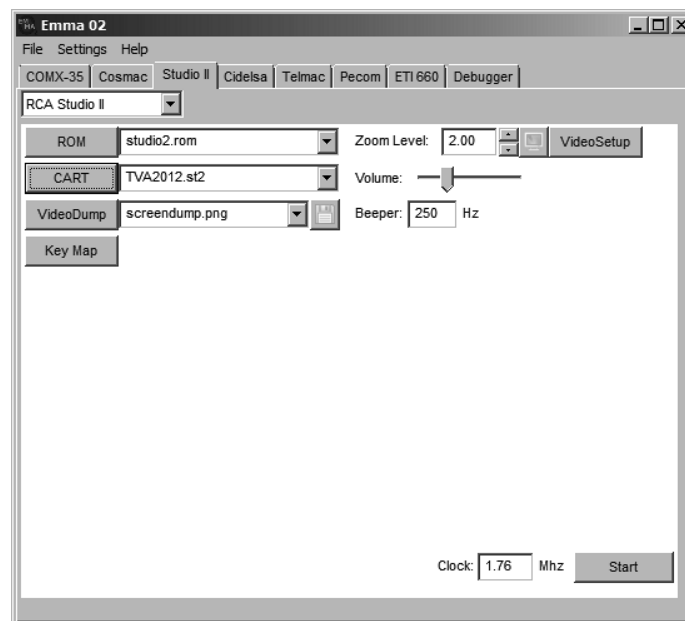 Emma 02
File Settings Help
COMX-35 Cosmac Studio II Cidelsa Telmac Pecom ETI 660 Debugger
RCA Studio II
ROM studio2.rom Zoom Level: 2.00 VideoSetup
CART TVA2012.st2 Volume:
VideoDump screendump.png Beeper: 250 Hz
Key Map
Clock: 1.76 Mhz Start